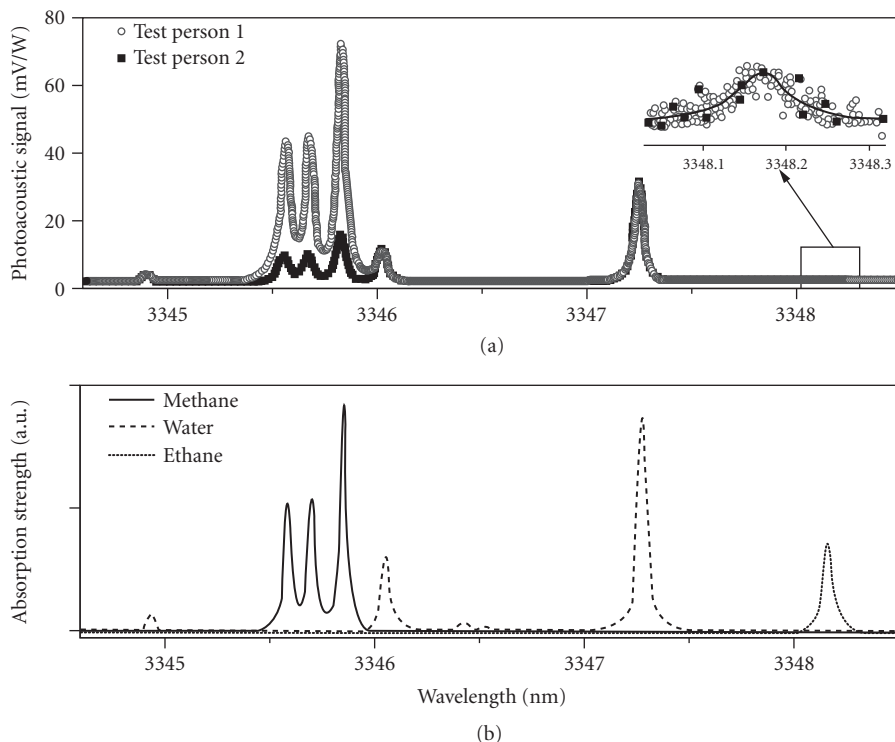 80
60
40
20
0
Photoacoustic signal (mV/W)
Test person 1
Test person 2
3348.1
3348.2
3348.3
3345
3346
3347
3348
(a)
Absorption strength (a.u.)
Methane
Water
Ethane
3345
3346
3347
3348
Wavelength (nm)
(b)